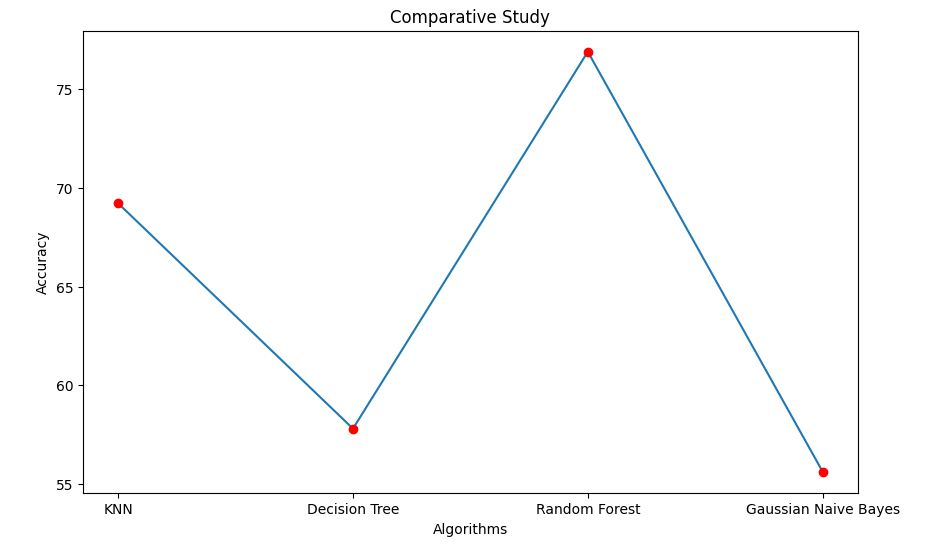 Comparative Study
75
70
65
60
55
Accuracy
KNN Decision Tree Random Forest Gaussian Naive Bayes
Algorithms